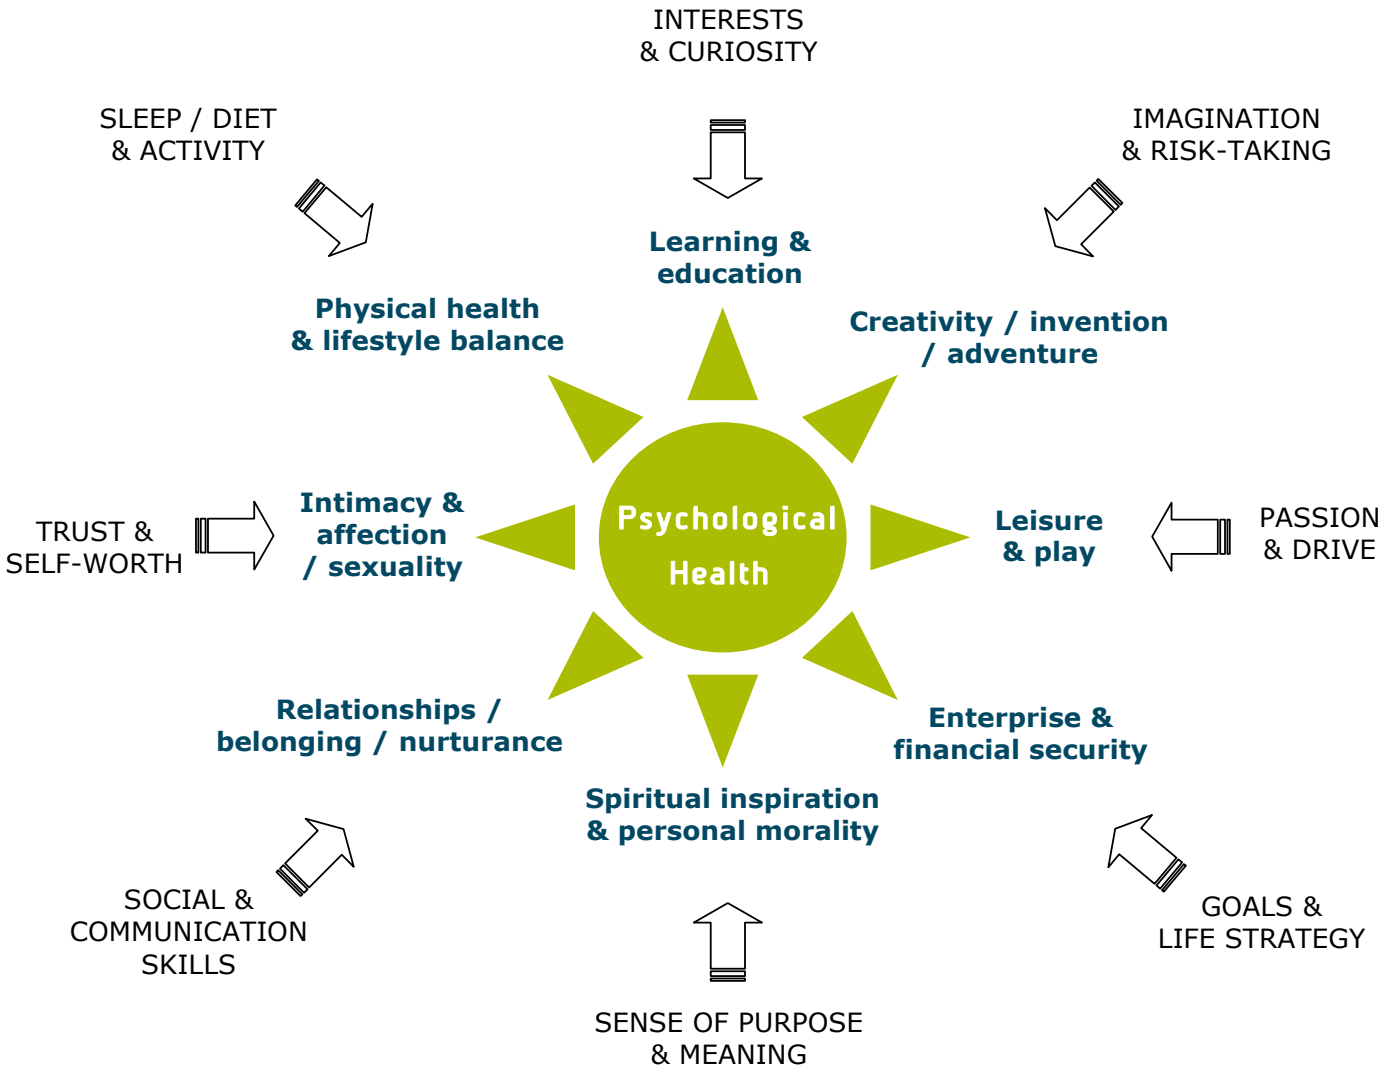 INTERESTS
& CURIOSITY
SLEEP / DIET
& ACTIVITY
IMAGINATION
& RISK-TAKING
Learning &
education
Physical health
& lifestyle balance
Creativity / invention
/ adventure
TRUST &
SELF-WORTH
Intimacy &
affection
/ sexuality
Psychological
Health
Leisure
& play
PASSION
& DRIVE
Relationships /
belonging / nurturance
Enterprise &
financial security
Spiritual inspiration
& personal morality
SOCIAL &
COMMUNICATION
SKILLS
GOALS &
LIFE STRATEGY
SENSE OF PURPOSE
& MEANING